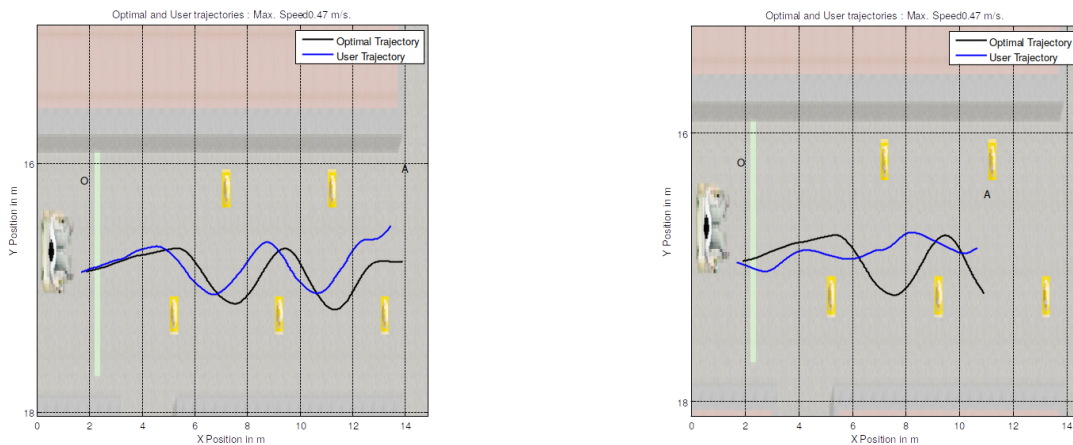 Optimal and User trajectories : Max. Speed0.47 m/s.
Optimal Trajectory
User Trajectory
Y Position in m
16
18
O
A
0 2 4 6 8 10 12 14
X Position in m
Optimal and User trajectories : Max. Speed0.47 m/s.
Optimal Trajectory
User Trajectory
Y Position in m
16
18
O
A
0 2 4 6 8 10 12 14
X Position in m